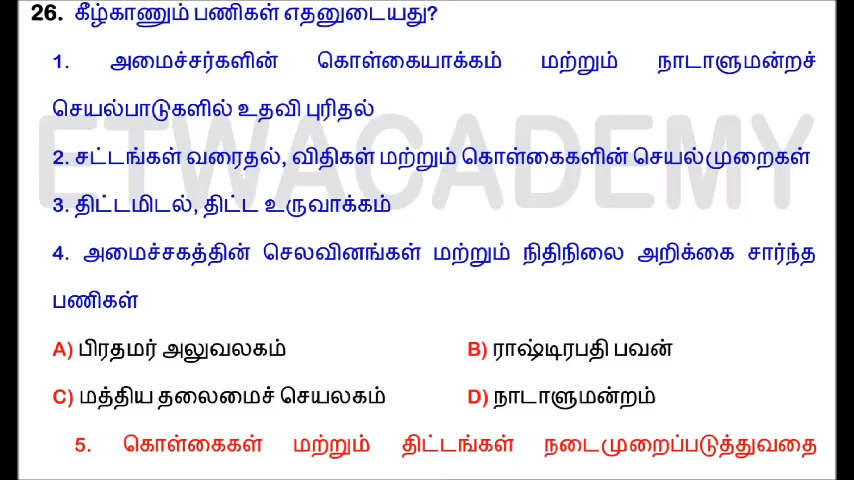 26. கீழ்காணும் பணிகள் எதனுடையது?
1. அமைச்சர்களின் கொள்கையாக்கம் மற்றும் நாடாளுமன்றச்
செயல்பாடுகளில் உதவி புரிதல்
ETWACADEMY
2. சட்டங்கள் வரைதல், விதிகள் மற்றும் கொள்கைகளின் செயல்முறைகள்
3. திட்டமிடல், திட்ட உருவாக்கம்
4. அமைச்சகத்தின் செலவினங்கள் மற்றும் நிதிநிலை அறிக்கை சார்ந்த
பணிகள்
A) பிரதமர் அலுவலகம் B) ராஷ்டிரபதி பவன்
C) மத்திய தலைமைச் செயலகம் D) நாடாளுமன்றம்
5. கொள்கைகள் மற்றும் திட்டங்கள் நடைமுறைப்படுத்துவதை